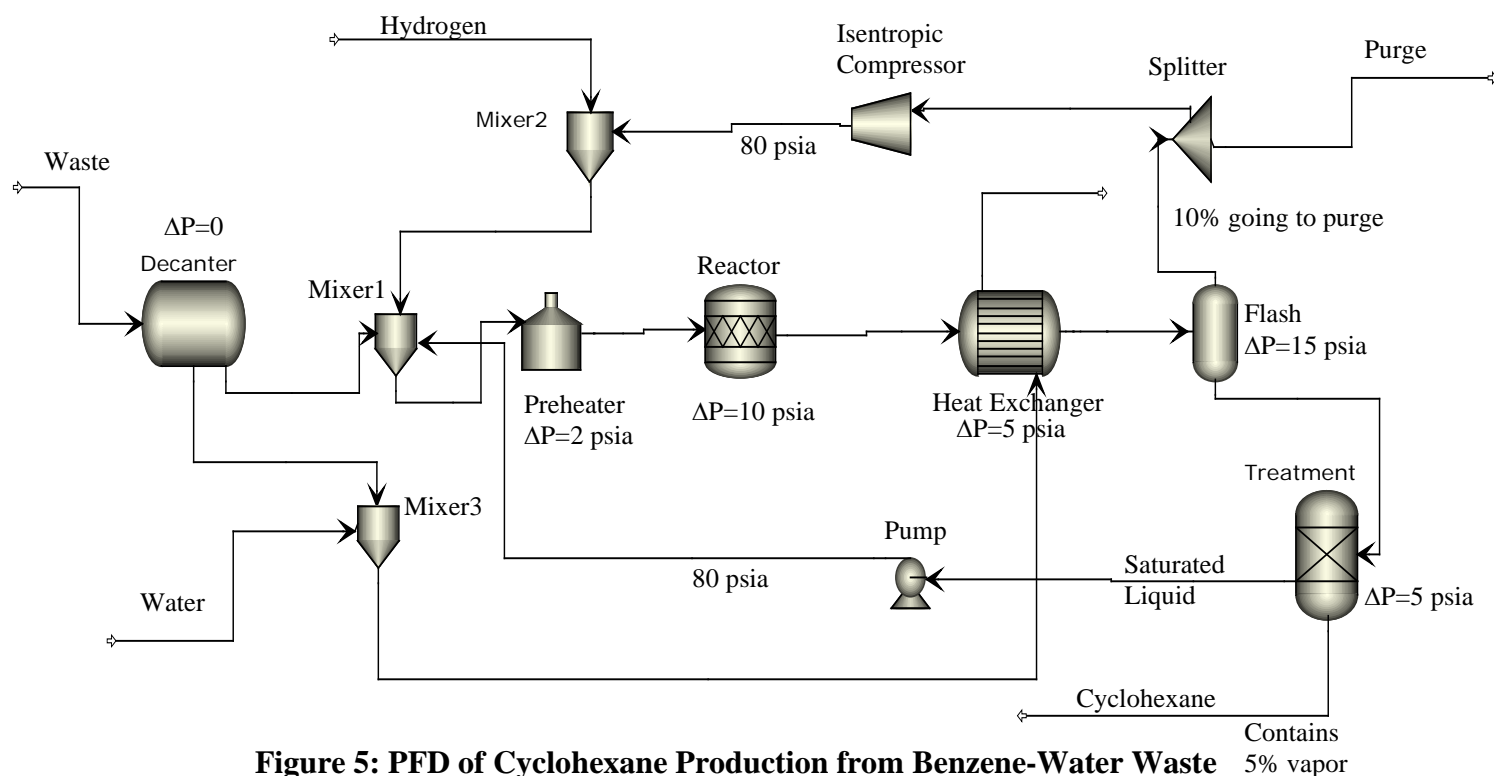 Hydrogen
Isentropic
Compressor
Splitter
Purge
Mixer2
80 psia
Waste
10% going to purge
ΔP=0
Decanter
Mixer1
Reactor
Flash
ΔP=15 psia
Preheater
ΔP=2 psia
ΔP=10 psia
Heat Exchanger
ΔP=5 psia
Treatment
Mixer3
Pump
80 psia
Saturated
Liquid
ΔP=5 psia
Water
Cyclohexane
Contains
5% vapor
Figure 5: PFD of Cyclohexane Production from Benzene-Water Waste